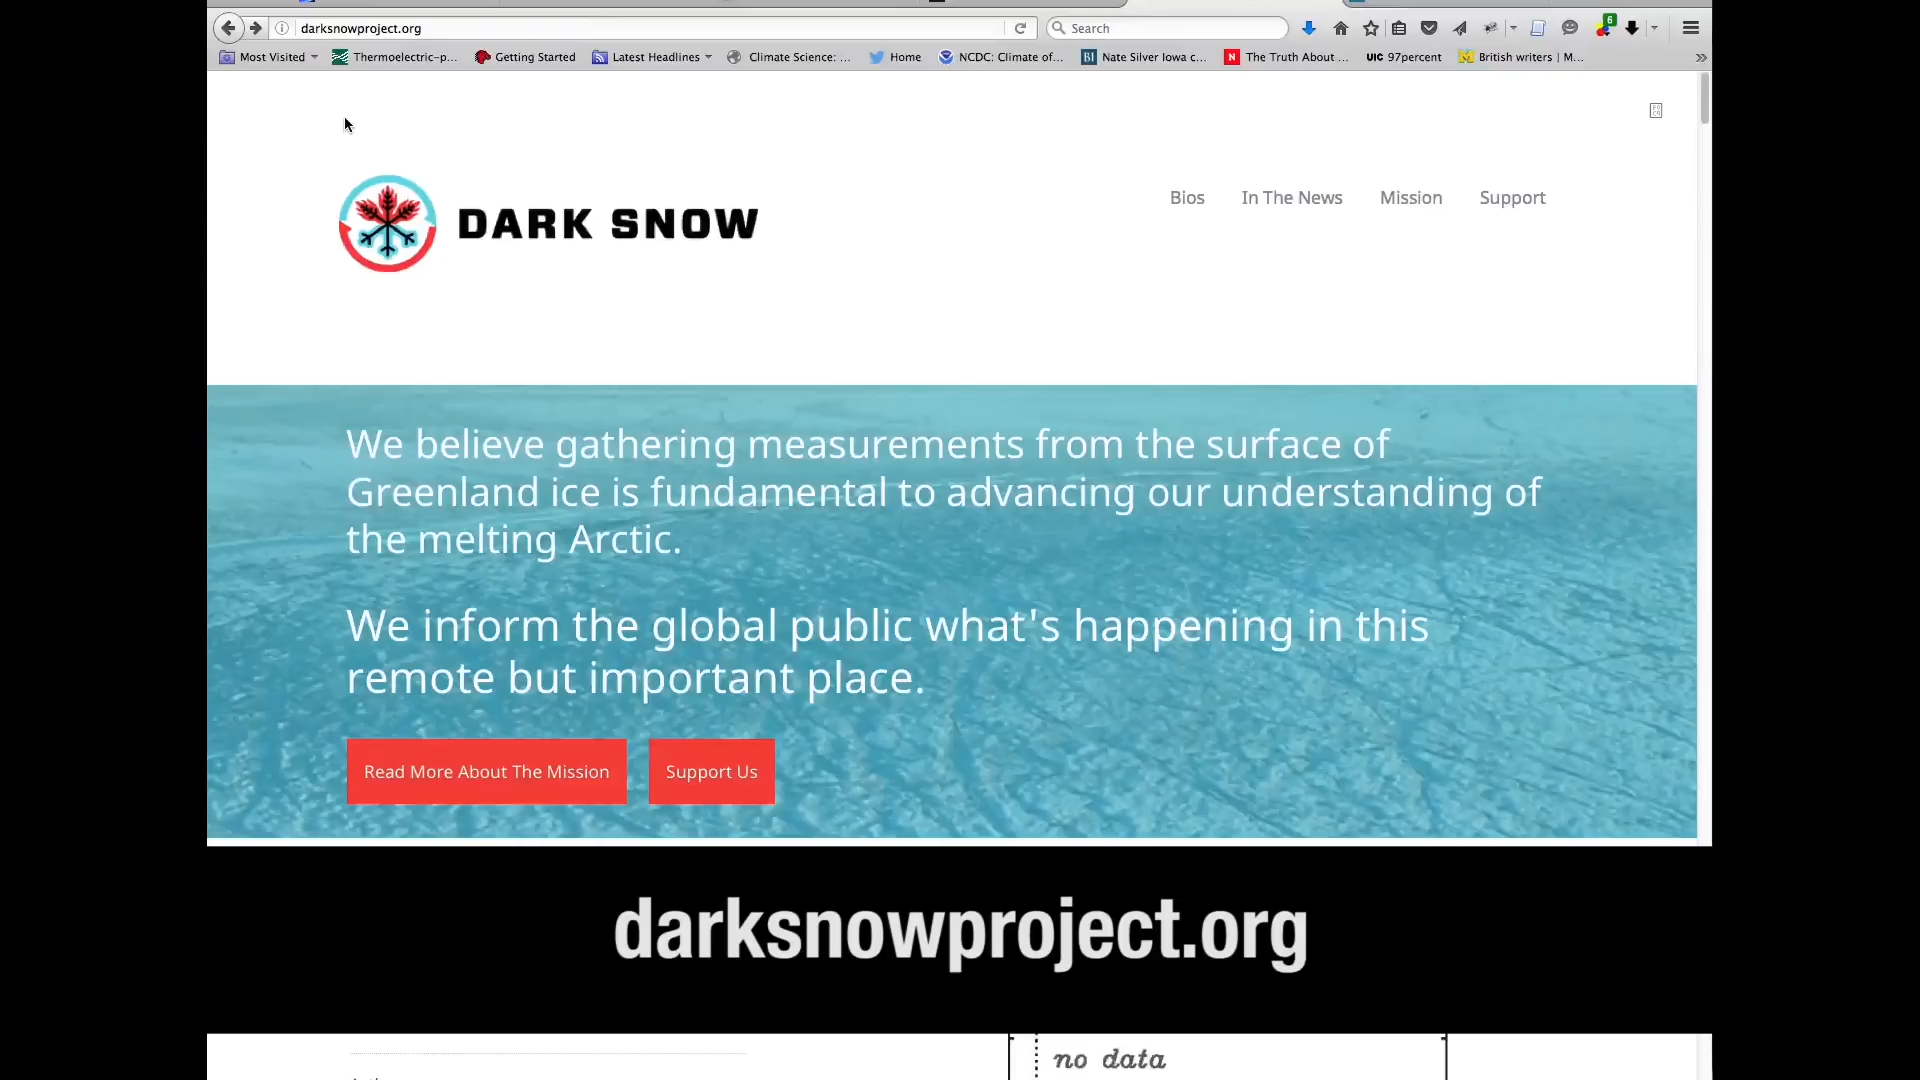 darksnowproject.org
Search
6
Most Visited
Thermoelectric-p...
Getting Started
Latest Headlines
Climate Science: ...
Home
NCDC: Climate of...
BI Nate Silver Iowa c...
N The Truth About ...
UIC 97percent
M British writers | M...
DARK SNOW
Bios
In The News
Mission
Support
We believe gathering measurements from the surface of
Greenland ice is fundamental to advancing our understanding of
the melting Arctic.
We inform the global public what's happening in this
remote but important place.
Read More About The Mission
Support Us
darksnowproject.org
no data